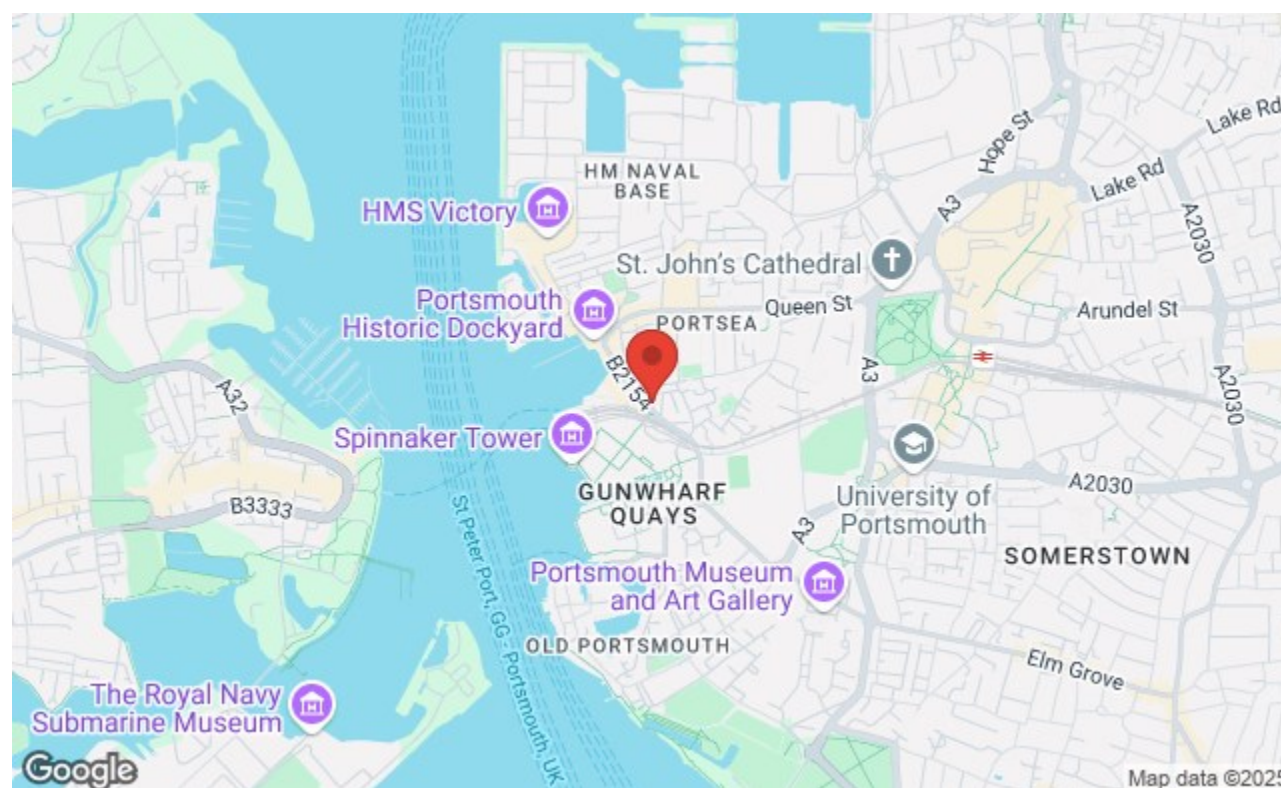 HM NAVAL
BASE
HMS Victory
Hope St
Lake Rd
Lake Rd
A3
A2030
St. John's Cathedral
Queen St
Arundel St
Portsmouth
Historic Dockyard
PORTSEA
B2154
A3
A32
A2030
Spinnaker Tower
GUNWHARF
QUAYS
B3333
A2030
University of
Portsmouth
A3
SOMERSTOWN
St Peter Port, GG - Portsmouth, UK
Portsmouth Museum
and Art Gallery
OLD PORTSMOUTH
Elm Grove
The Royal Navy
Submarine Museum
Google
Map data ©2025